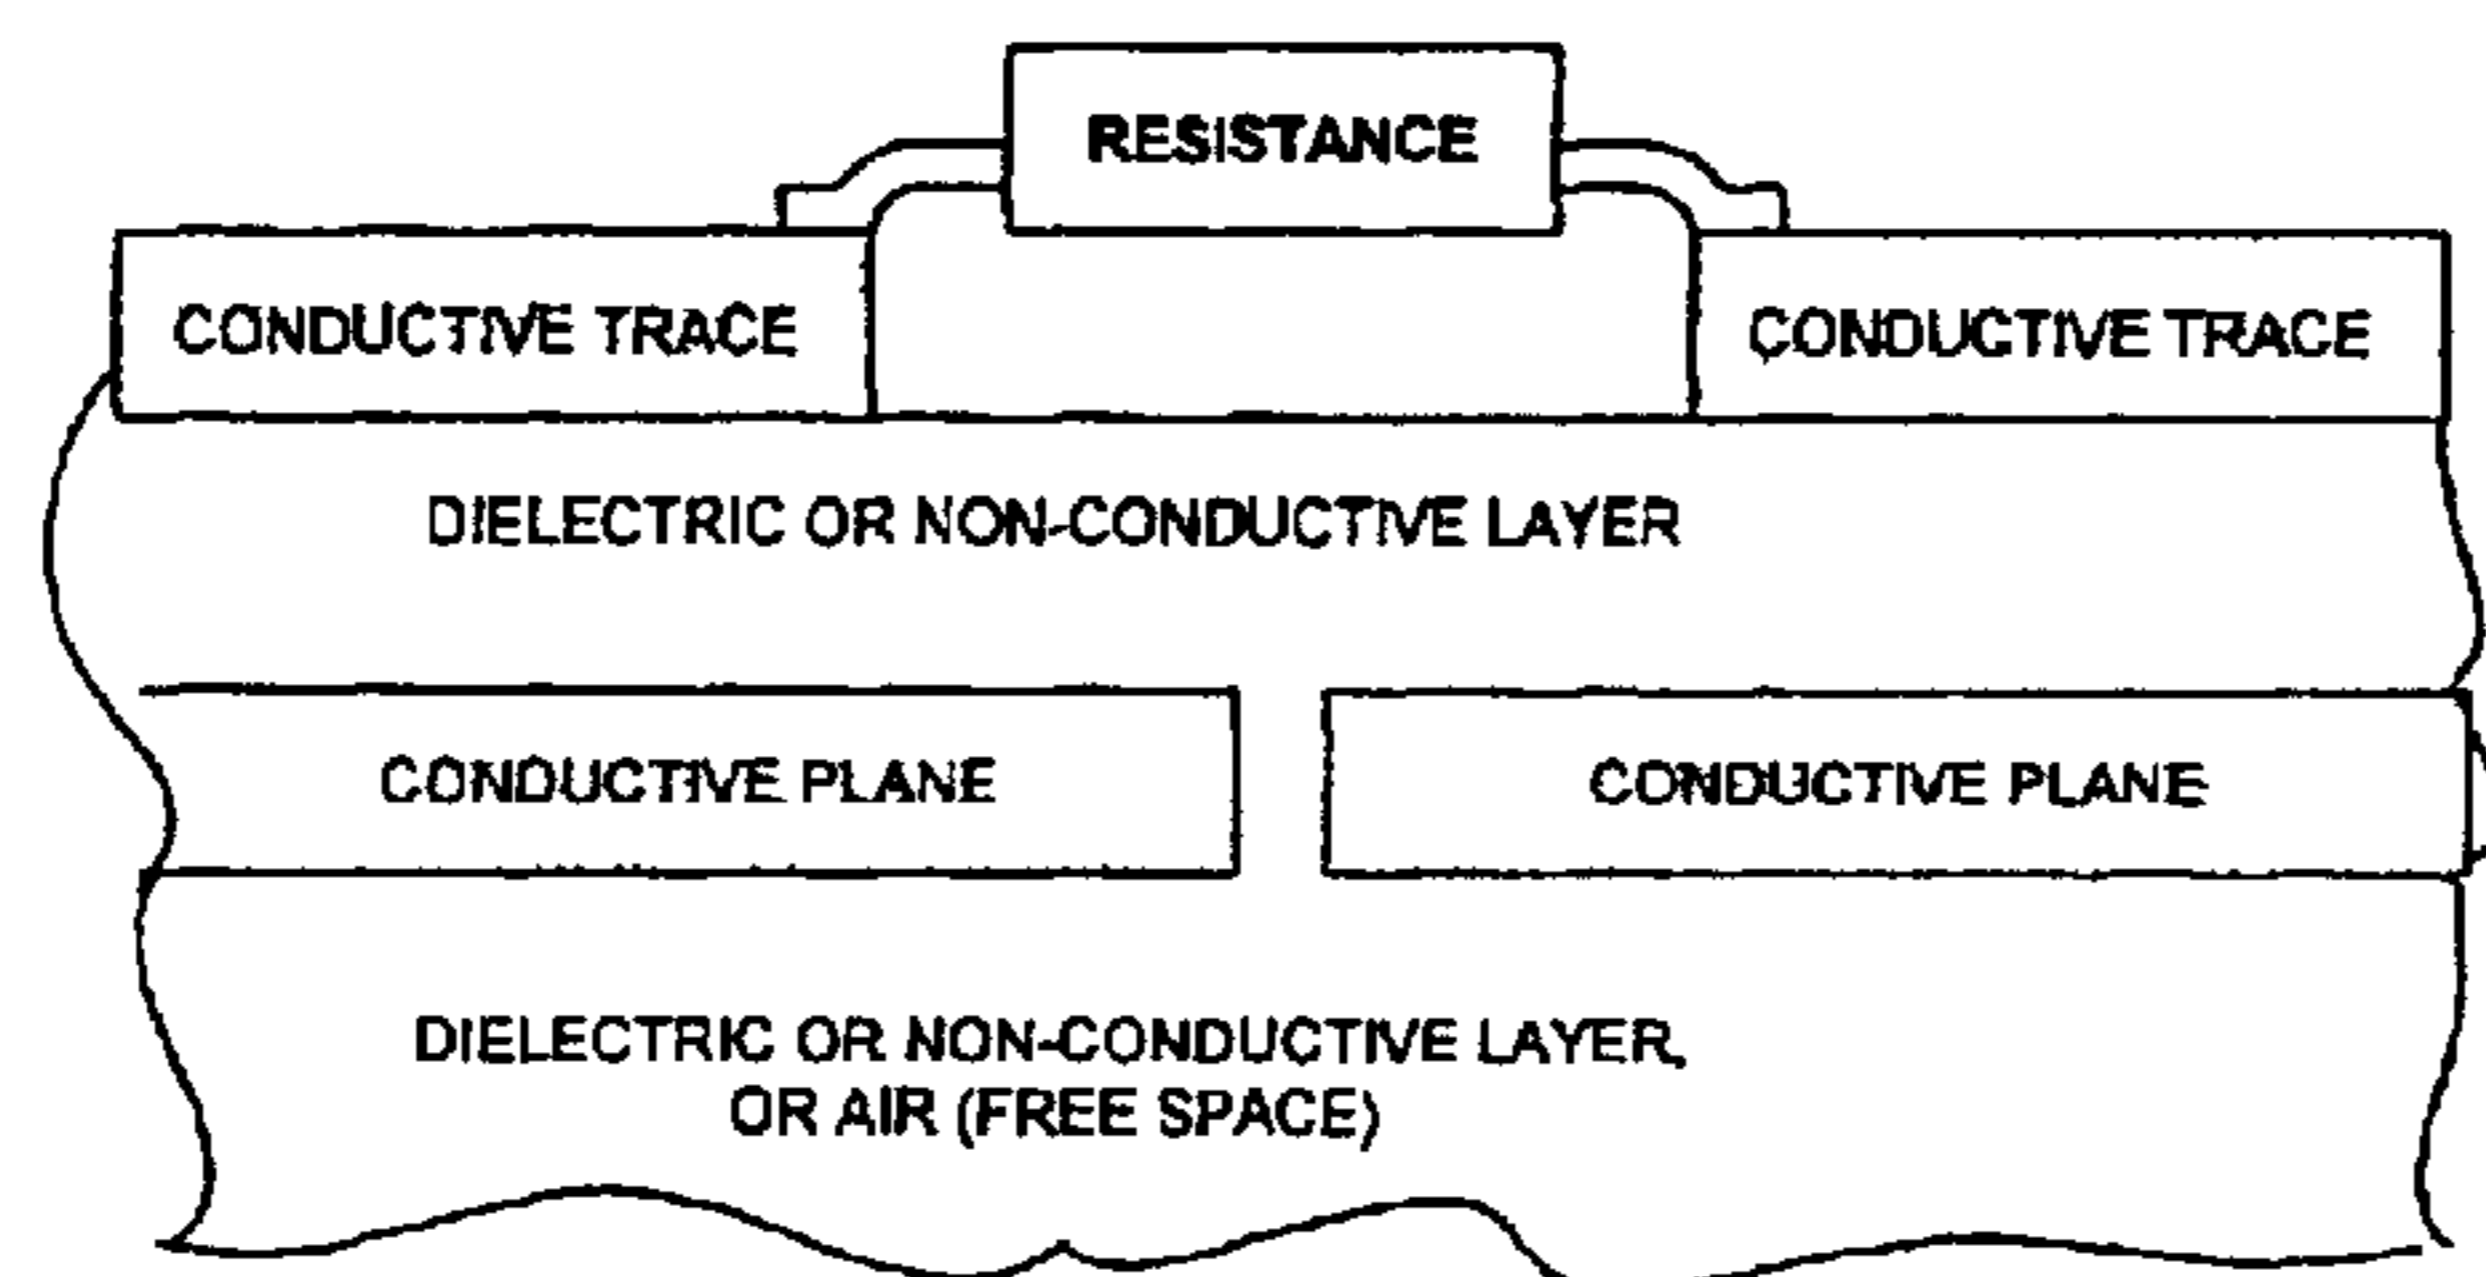 RESISTANCE
CONDUCTIVE TRACE
CONDUCTIVE TRACE
DIELECTRIC OR NON-CONDUCTIVE LAYER
CONDUCTIVE PLANE
CONDUCTIVE PLANE
DIELECTRIC OR NON-CONDUCTIVE LAYER,
OR AIR (FREE SPACE)